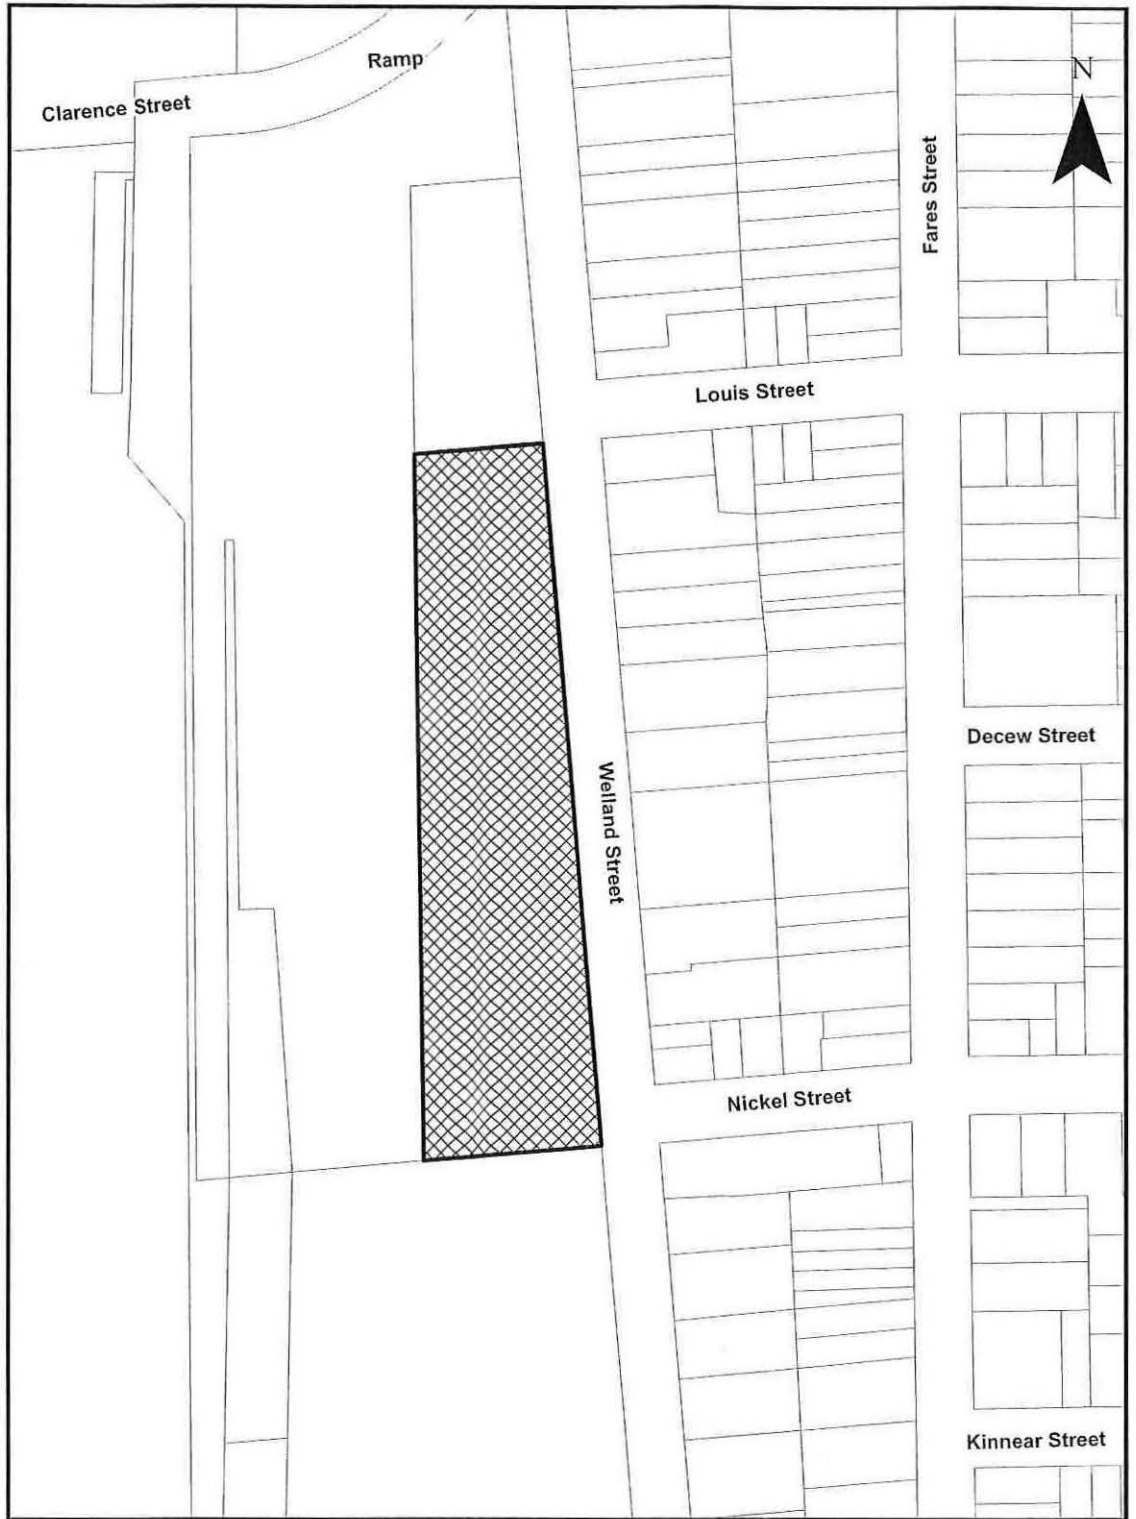 Ramp
N
Clarence Street
Fares Street
Louis Street
Decew Street
Welland Street
Nickel Street
Kinnear Street